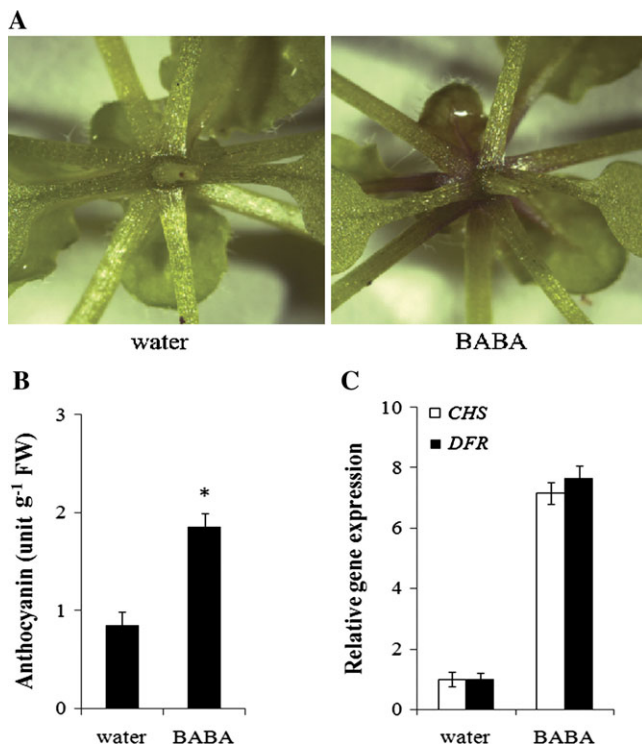 A
water
BABA
B
Anthocyanin (unit g⁻¹ FW)
3
2
1
0
*
water
BABA
C
Relative gene expression
10
8
6
4
2
0
CHS
DFR
water
BABA